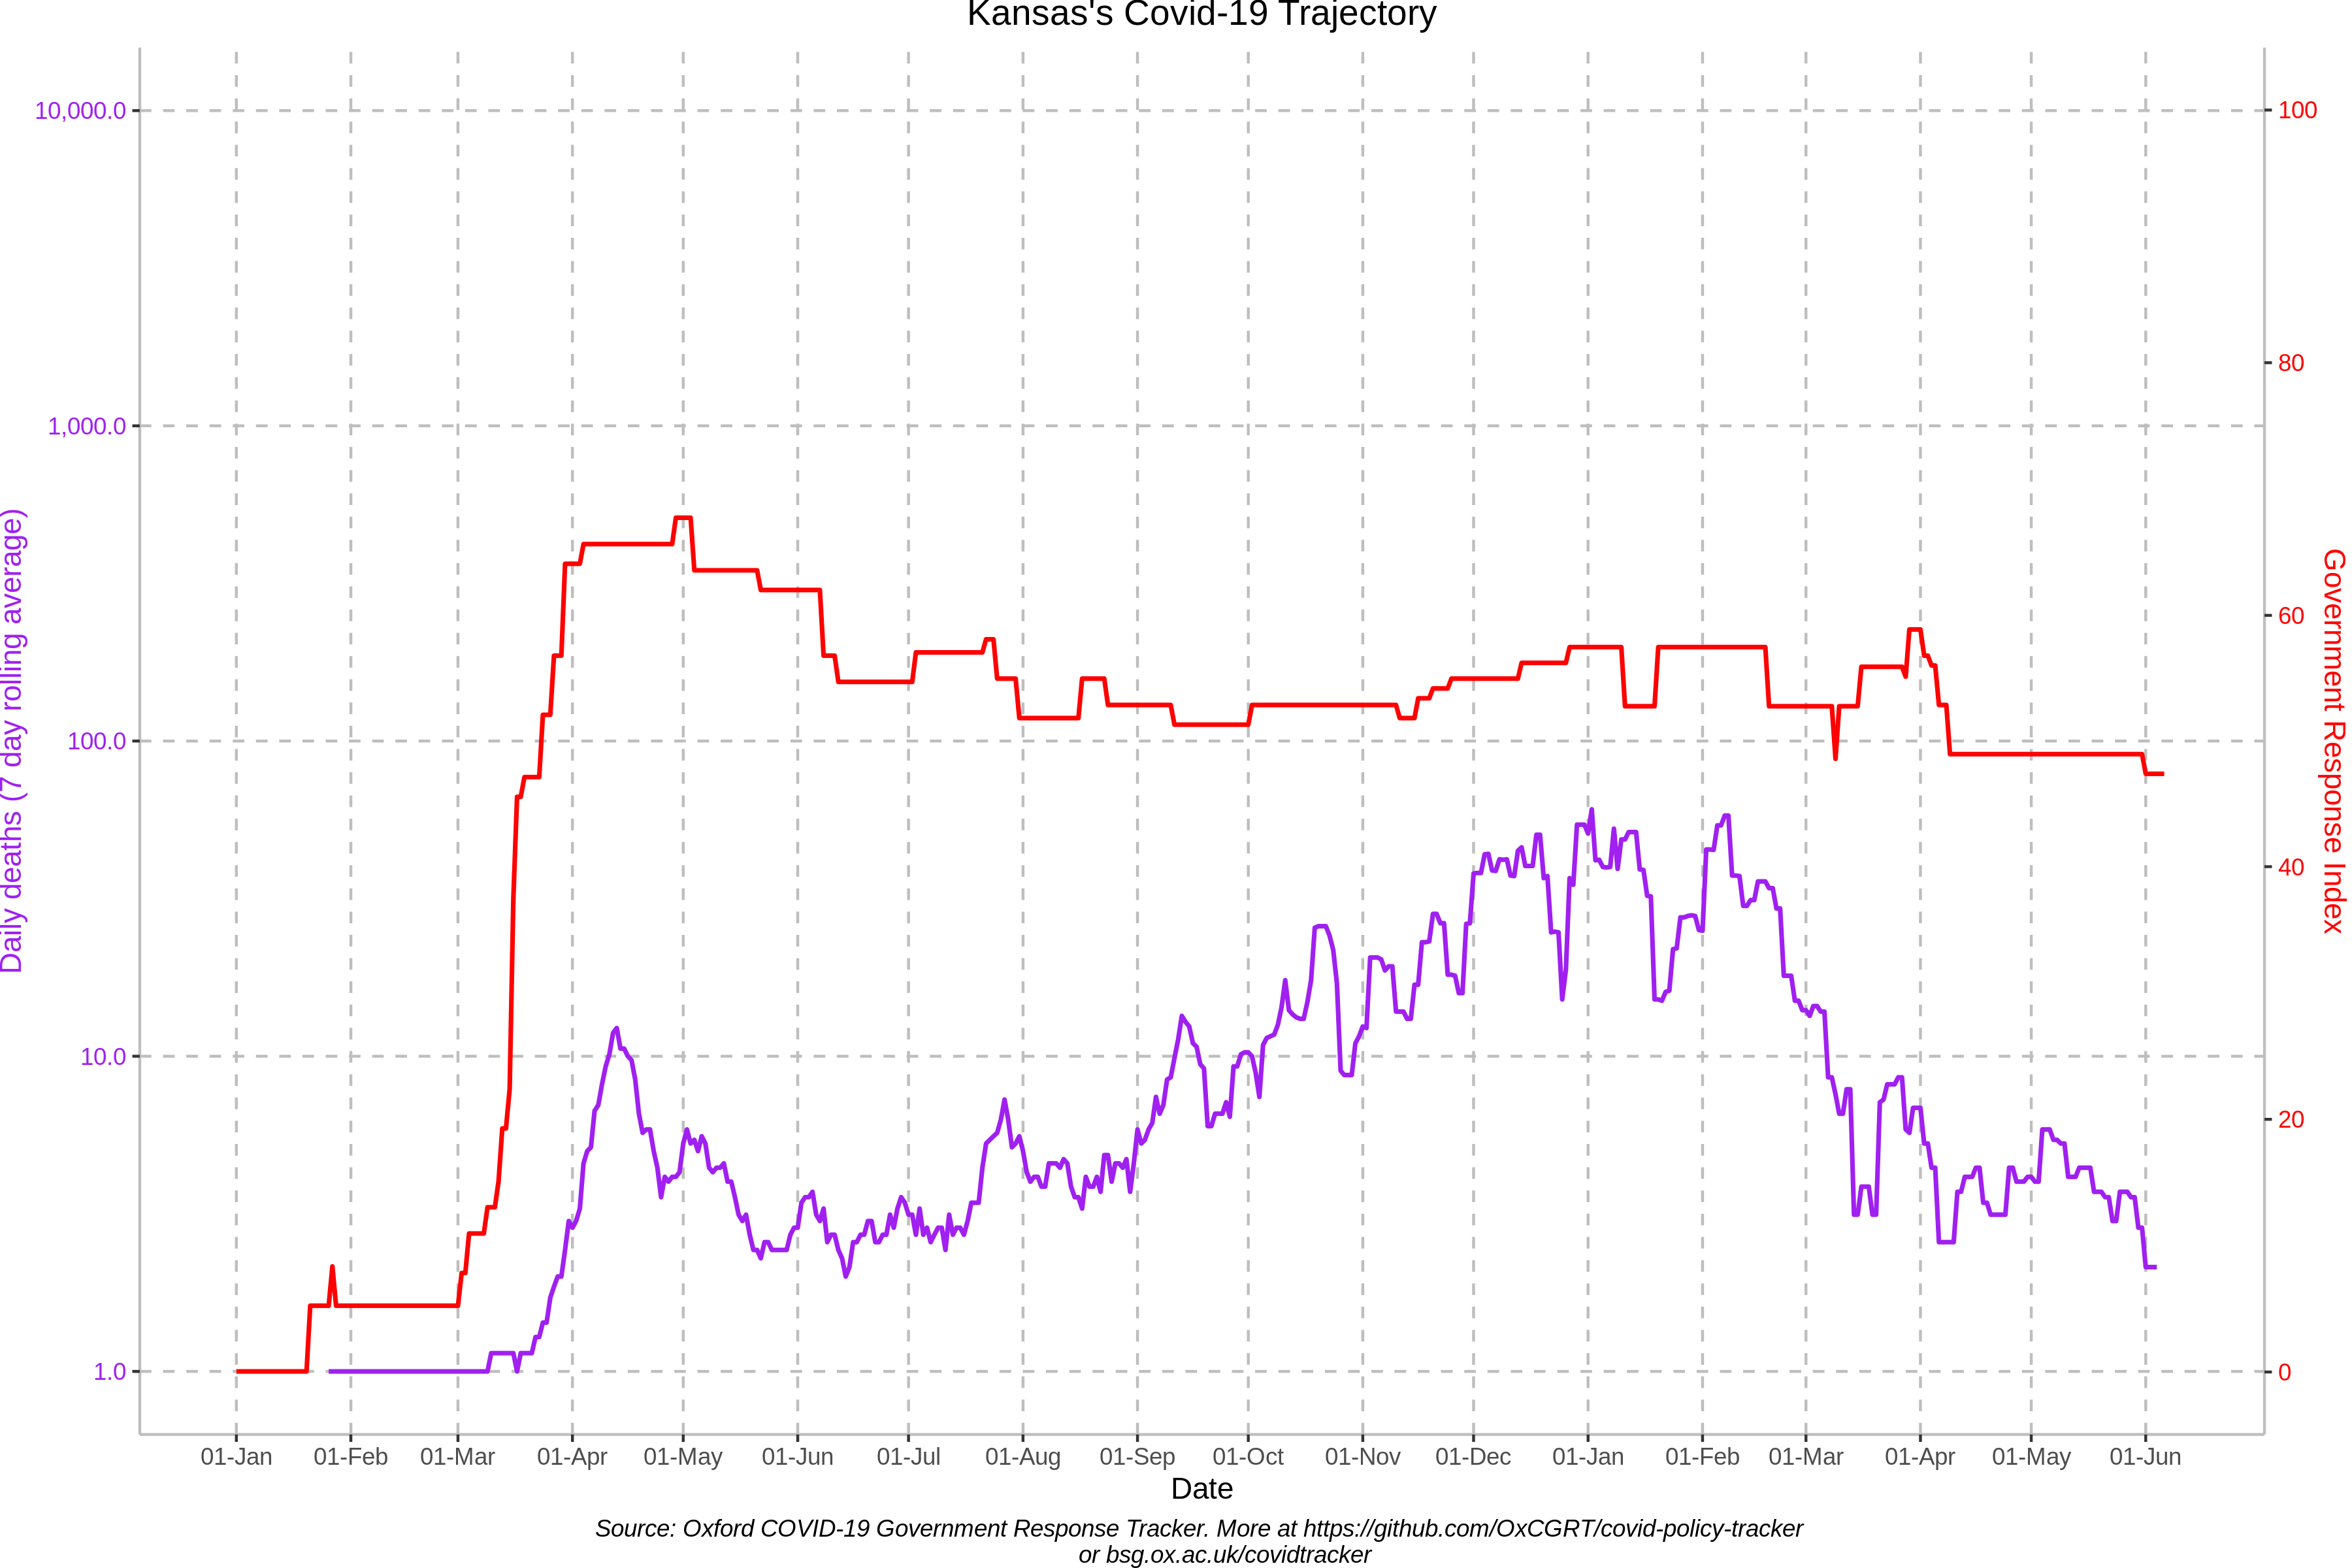 Kansas's Covid-19 Trajectory
10,000.0
1,000.0
100.0
10.0
1.0
Daily deaths (7 day rolling average)
100
80
60
40
20
0
Government Response Index
01-Jan 01-Feb 01-Mar 01-Apr 01-May 01-Jun 01-Jul 01-Aug 01-Sep 01-Oct 01-Nov 01-Dec 01-Jan 01-Feb 01-Mar 01-Apr 01-May 01-Jun
Date
Source: Oxford COVID-19 Government Response Tracker. More at https://github.com/OxCGRT/covid-policy-tracker
or bsg.ox.ac.uk/covidtracker